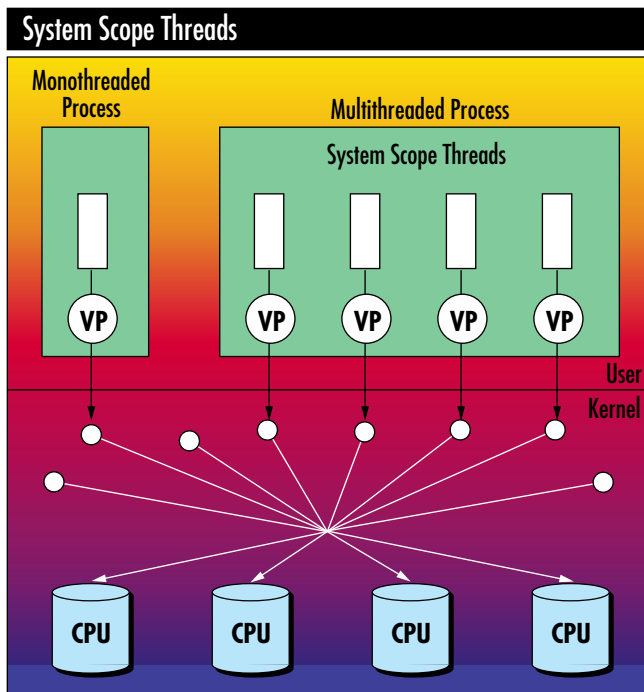 System Scope Threads
Monothreaded
Process
Multithreaded Process
System Scope Threads
VP
VP
VP
VP
VP
User
Kernel
CPU
CPU
CPU
CPU